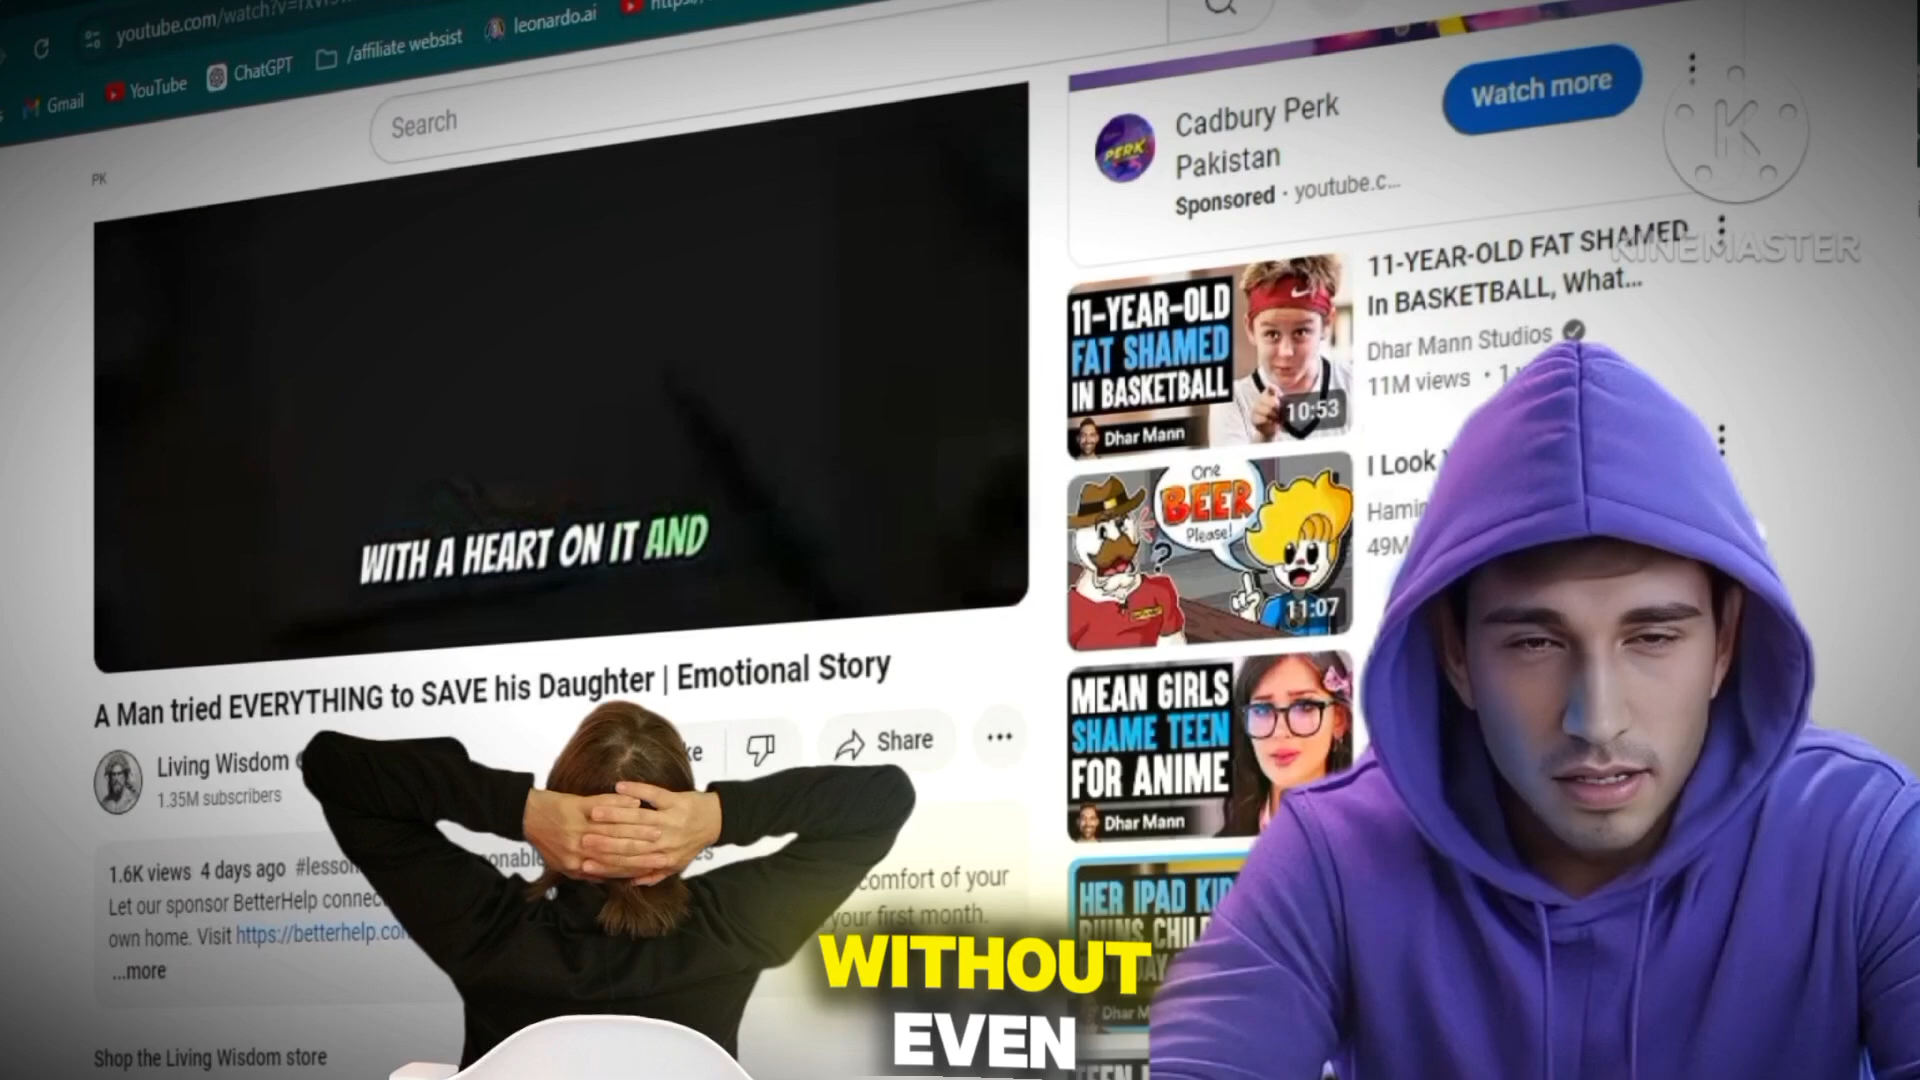 youtube.com/watch?v=
Gmail
YouTube
ChatGPT
/affiliate websist
leonardo.ai
PK
Search
WITH A HEART ON IT AND
A Man tried EVERYTHING to SAVE his Daughter | Emotional Story
Living Wisdom
1.35M subscribers
Share
1.6K views 4 days ago
Let our sponsor BetterHelp
comfort of your
own home. Visit
your first month.
...more
Shop the Living Wisdom store
PERK
Cadbury Perk
Pakistan
Sponsored · youtube.c...
Watch more
K
KINEMASTER
11-YEAR-OLD
FAT SHAMED
IN BASKETBALL
Dhar Mann
10:53
11-YEAR-OLD FAT SHAMED
In BASKETBALL, What...
Dhar Mann Studios
11M views
One
BEER
Please!
?
11:07
I Look
49M
MEAN GIRLS
SHAME TEEN
FOR ANIME
Dhar Mann
HER IPAD
WITHOUT
EVEN